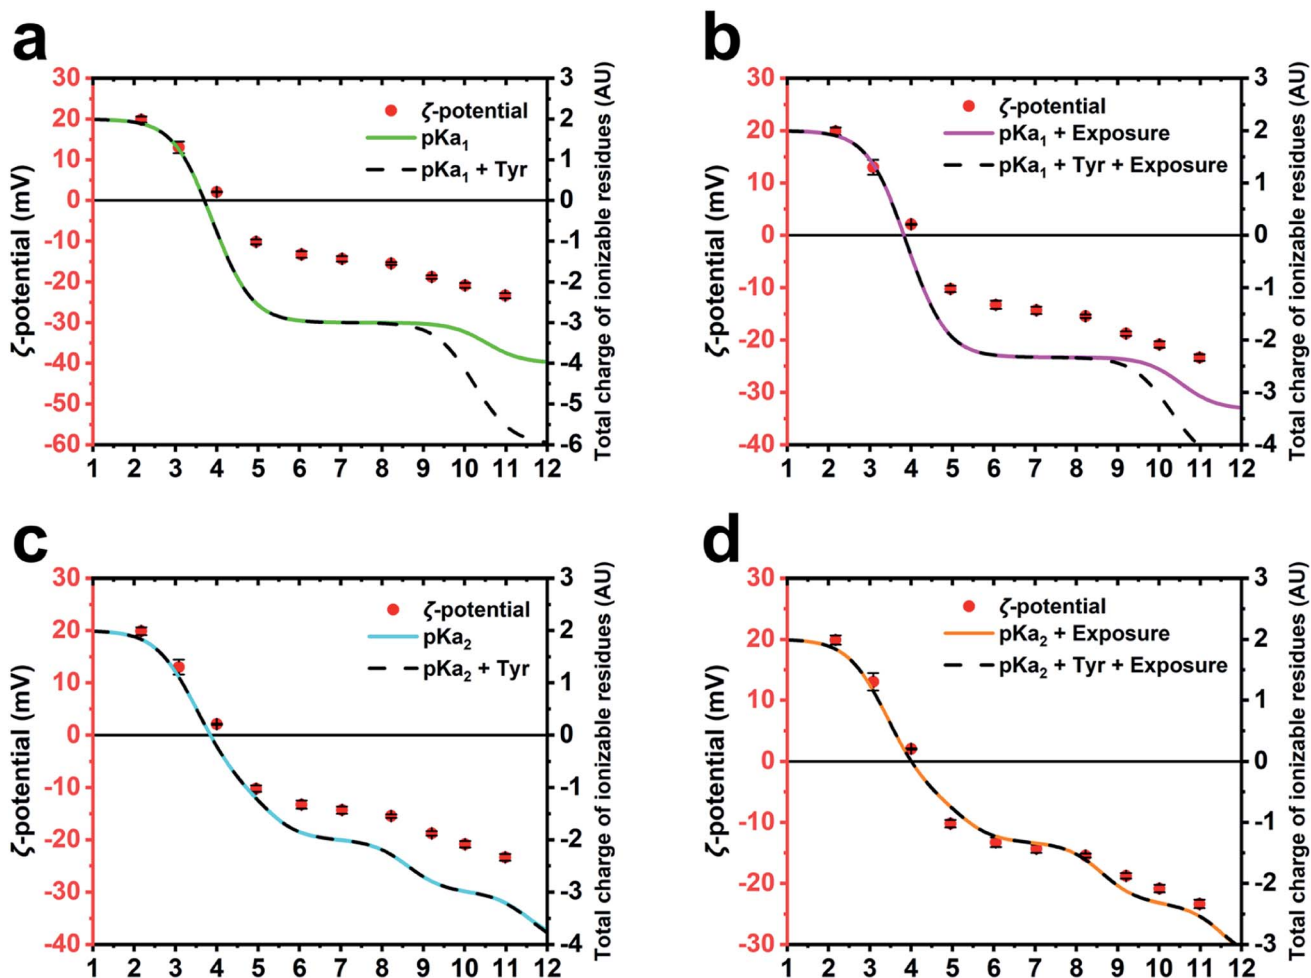 a
30
20
10
0
-10
-20
-30
-40
-50
-60
ζ-potential (mV)
ζ-potential
pKa1
pKa1 + Tyr
3
2
1
0
-1
-2
-3
-4
-5
-6
Total charge of ionizable residues (AU)
1 2 3 4 5 6 7 8 9 10 11 12
b
30
20
10
0
-10
-20
-30
-40
ζ-potential (mV)
ζ-potential
pKa1 + Exposure
pKa1 + Tyr + Exposure
3
2
1
0
-1
-2
-3
-4
Total charge of ionizable residues (AU)
1 2 3 4 5 6 7 8 9 10 11 12
c
30
20
10
0
-10
-20
-30
-40
ζ-potential (mV)
ζ-potential
pKa2
pKa2 + Tyr
3
2
1
0
-1
-2
-3
-4
Total charge of ionizable residues (AU)
1 2 3 4 5 6 7 8 9 10 11 12
d
30
20
10
0
-10
-20
-30
ζ-potential (mV)
ζ-potential
pKa2 + Exposure
pKa2 + Tyr + Exposure
3
2
1
0
-1
-2
-3
Total charge of ionizable residues (AU)
1 2 3 4 5 6 7 8 9 10 11 12